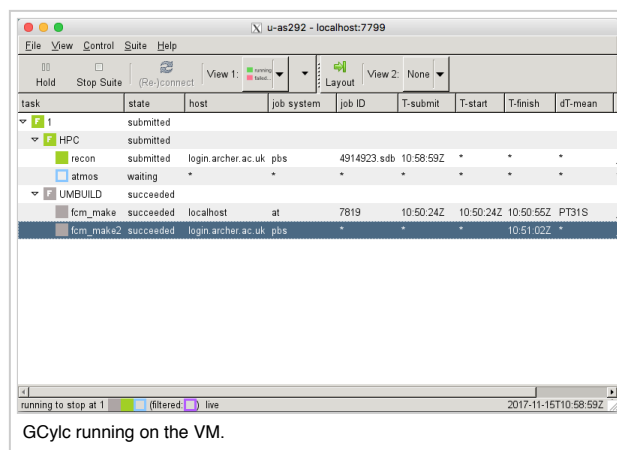 u-as292 - localhost:7799
File View Control Suite Help
Hold Stop Suite (Re-)connect View 1: running failed... Layout View 2: None
task state host job system job ID T-submit T-start T-finish dT-mean
F 1 submitted
F HPC submitted
recon submitted login.archer.ac.uk pbs 4914923.sdb 10:58:59Z * * *
atmos waiting * * * * * * *
F UMBUILD succeeded
fcm_make succeeded localhost at 7819 10:50:24Z 10:50:24Z 10:50:55Z PT31S
fcm_make2 succeeded login.archer.ac.uk pbs * * * 10:51:02Z *
running to stop at 1 (filtered: ) live 2017-11-15T10:58:59Z
GCylc running on the VM.